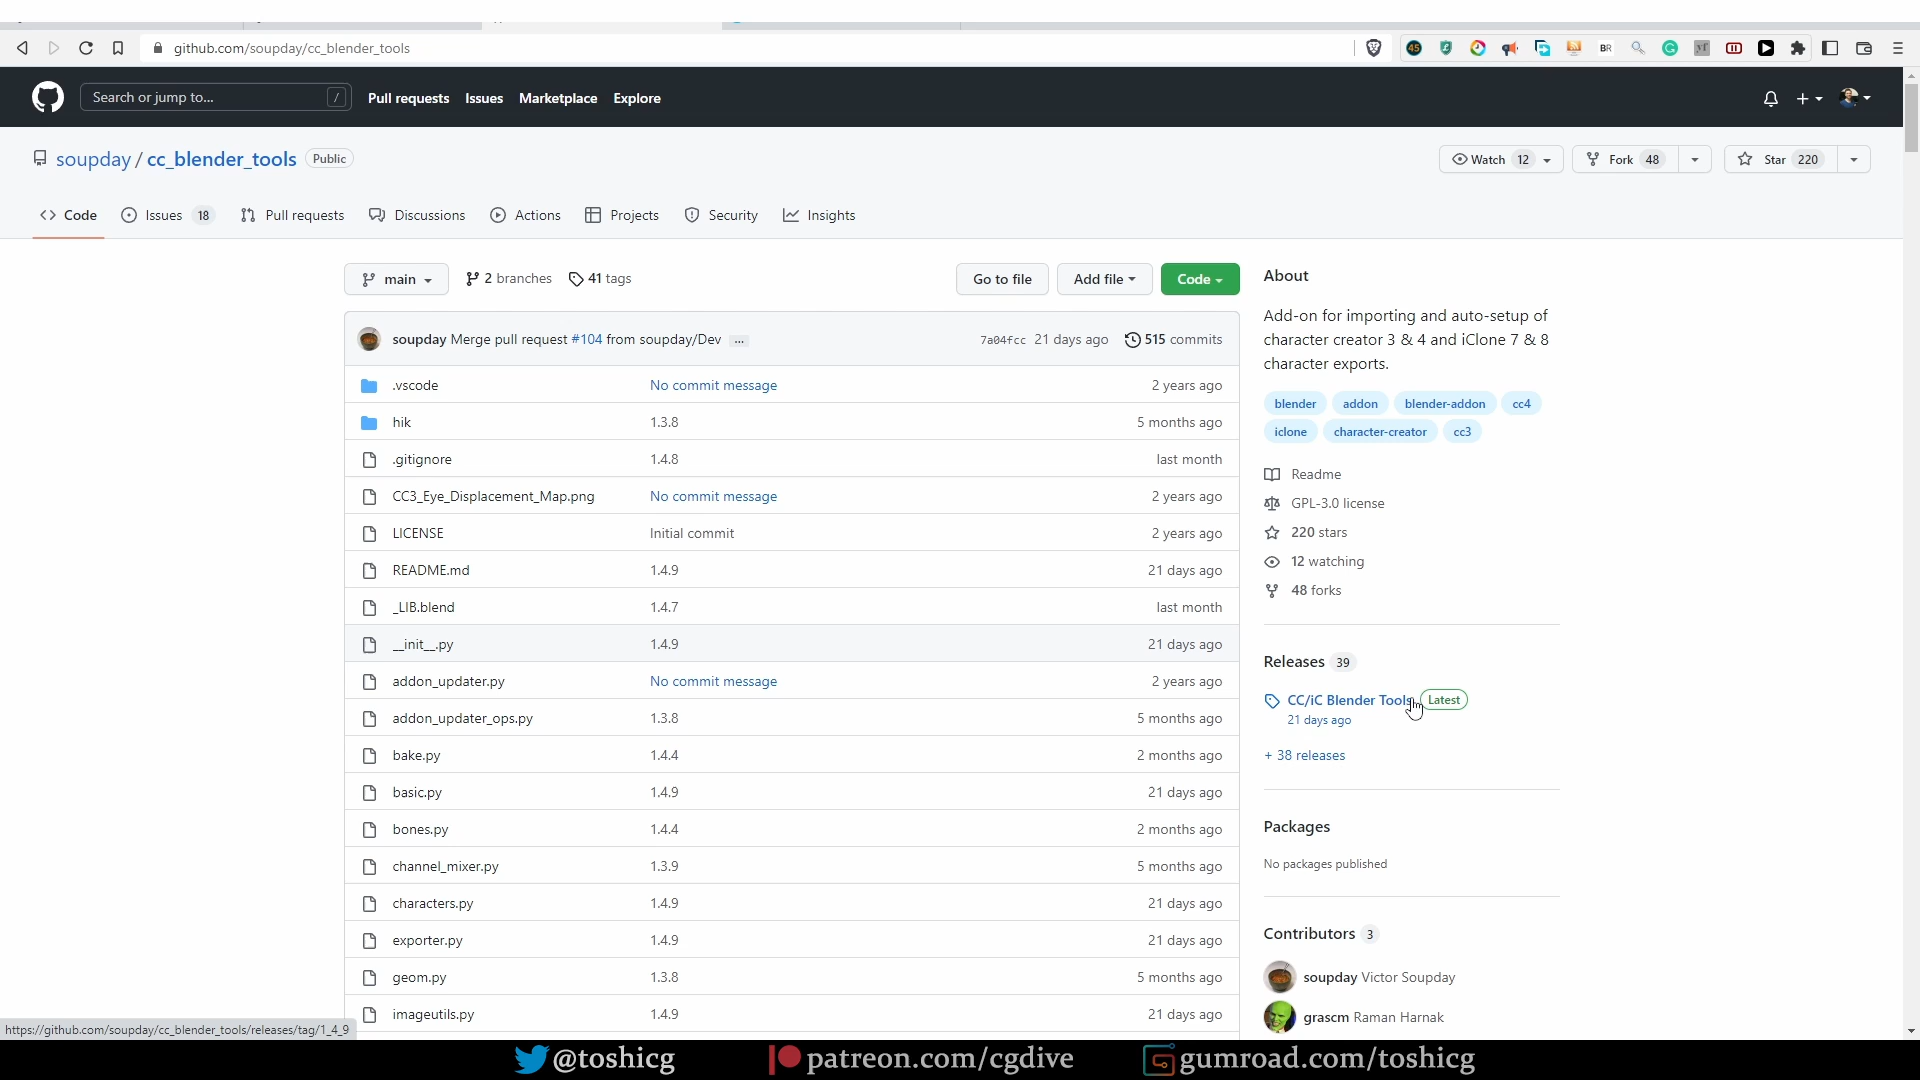 github.com/soupday/cc_blender_tools
45
BR
yf
Search or jump to...
/
Pull requests
Issues
Marketplace
Explore
soupday / cc_blender_tools
Public
Watch 12
Fork 48
Star 220
Code
Issues 18
Pull requests
Discussions
Actions
Projects
Security
Insights
main
2 branches
41 tags
Go to file
Add file
Code
soupday Merge pull request #104 from soupday/Dev ...
7a04fcc 21 days ago
515 commits
.vscode No commit message 2 years ago
hik 1.3.8 5 months ago
.gitignore 1.4.8 last month
CC3_Eye_Displacement_Map.png No commit message 2 years ago
LICENSE Initial commit 2 years ago
README.md 1.4.9 21 days ago
_LIB.blend 1.4.7 last month
__init__.py 1.4.9 21 days ago
addon_updater.py No commit message 2 years ago
addon_updater_ops.py 1.3.8 5 months ago
bake.py 1.4.4 2 months ago
basic.py 1.4.9 21 days ago
bones.py 1.4.4 2 months ago
channel_mixer.py 1.3.9 5 months ago
characters.py 1.4.9 21 days ago
exporter.py 1.4.9 21 days ago
geom.py 1.3.8 5 months ago
imageutils.py 1.4.9 21 days ago
About
Add-on for importing and auto-setup of
character creator 3 & 4 and iClone 7 & 8
character exports.
blender addon blender-addon cc4
iclone character-creator cc3
Readme
GPL-3.0 license
220 stars
12 watching
48 forks
Releases 39
CC/iC Blender Tools Latest
21 days ago
+ 38 releases
Packages
No packages published
Contributors 3
soupday Victor Soupday
grascm Raman Harnak
https://github.com/soupday/cc_blender_tools/releases/tag/1_4_9
@toshicg
patreon.com/cgdive
gumroad.com/toshicg